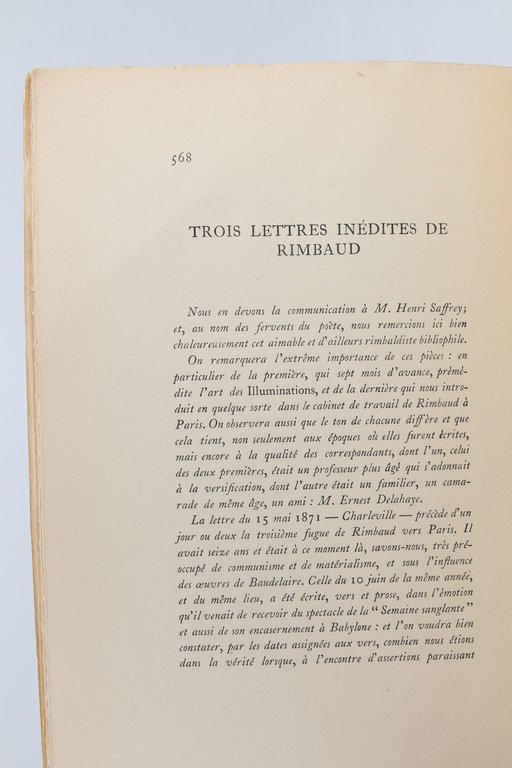 568
TROIS LETTRES INÉDITES DE
RIMBAUD
Nous en devons la communication à M. Henri Saffrey;
et, au nom des fervents du poète, nous remercions ici bien
chaleureusement cet aimable et d'ailleurs rimbaldiste bibliophile.
On remarquera l'extrême importance de ces pièces : en
particulier de la première, qui sept mois d'avance, prémé-
dite l'art des Illuminations, et de la dernière qui nous intro-
duit en quelque sorte dans le cabinet de travail de Rimbaud à
Paris. On observera aussi que le ton de chacune diffère et que
cela tient, non seulement aux époques où elles furent écrites,
mais encore à la qualité des correspondants, dont l'un, celui
des deux premières, était un professeur plus âgé qui s'adonnait
à la versification, dont l'autre était un familier, un cama-
rade de même âge, un ami : M. Ernest Delahaye.
La lettre du 15 mai 1871 — Charleville — précède d'un
jour ou deux la troisième fugue de Rimbaud vers Paris. Il
avait seize ans et était à ce moment là, savons-nous, très pré-
occupé de communisme et de matérialisme, et sous l'influence
des œuvres de Baudelaire. Celle du 10 juin de la même année,
et du même lieu, a été écrite, vers et prose, dans l'émotion
qu'il venait de recevoir du spectacle de la “ Semaine sanglante ”
et aussi de son encasernement à Babylone : et l'on voudra bien
constater, par les dates assignées aux vers, combien nous étions
dans la vérité lorsque, à l'encontre d'assertions paraissant